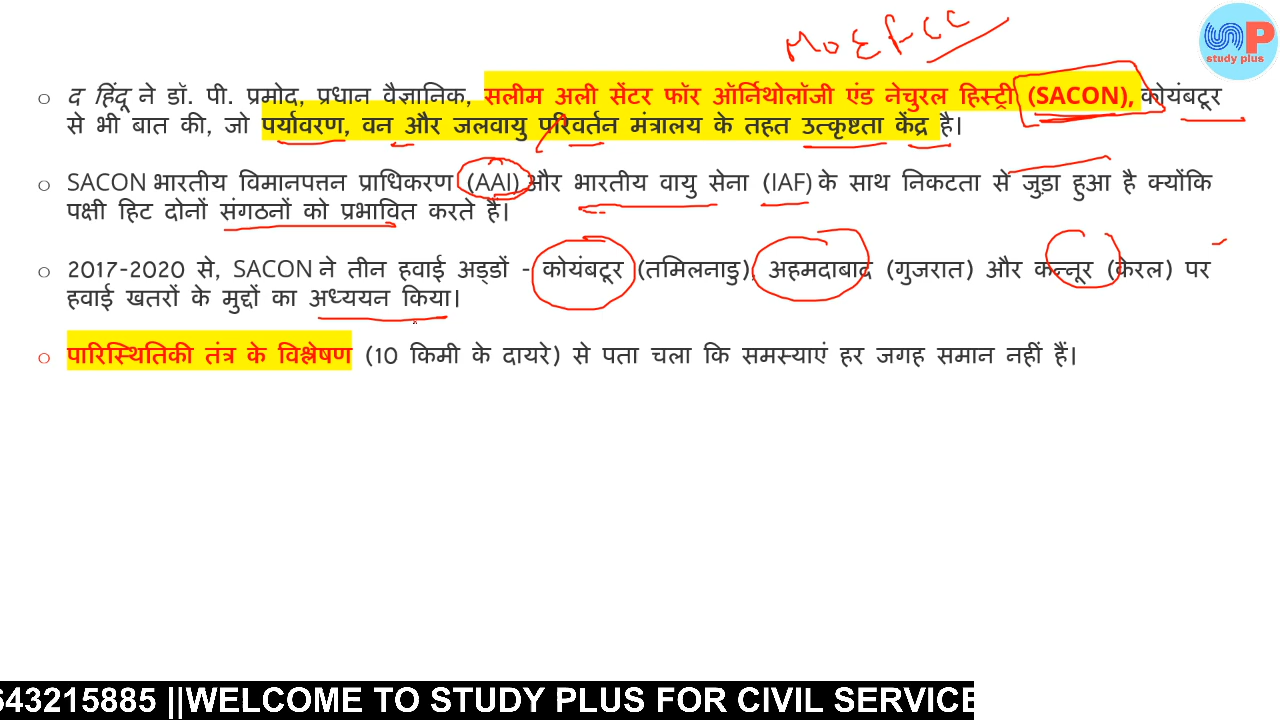 MOEFCC
SP
study plus
द हिंदू ने डॉ. पी. प्रमोद, प्रधान वैज्ञानिक, सलीम अली सेंटर फॉर ऑर्निथोलॉजी एंड नेचुरल हिस्ट्री (SACON), कोयंबटूर
से भी बात की, जो पर्यावरण, वन और जलवायु परिवर्तन मंत्रालय के तहत उत्कृष्टता केंद्र है।
SACON भारतीय विमानपत्तन प्राधिकरण (AAI) और भारतीय वायु सेना (IAF) के साथ निकटता से जुड़ा हुआ है क्योंकि
पक्षी हिट दोनों संगठनों को प्रभावित करते हैं।
2017-2020 से, SACON ने तीन हवाई अड्डों - कोयंबटूर (तमिलनाडु), अहमदाबाद (गुजरात) और कन्नूर (केरल) पर
हवाई खतरों के मुद्दों का अध्ययन किया।
पारिस्थितिकी तंत्र के विश्लेषण (10 किमी के दायरे) से पता चला कि समस्याएं हर जगह समान नहीं हैं।
643215885 ||WELCOME TO STUDY PLUS FOR CIVIL SERVICE